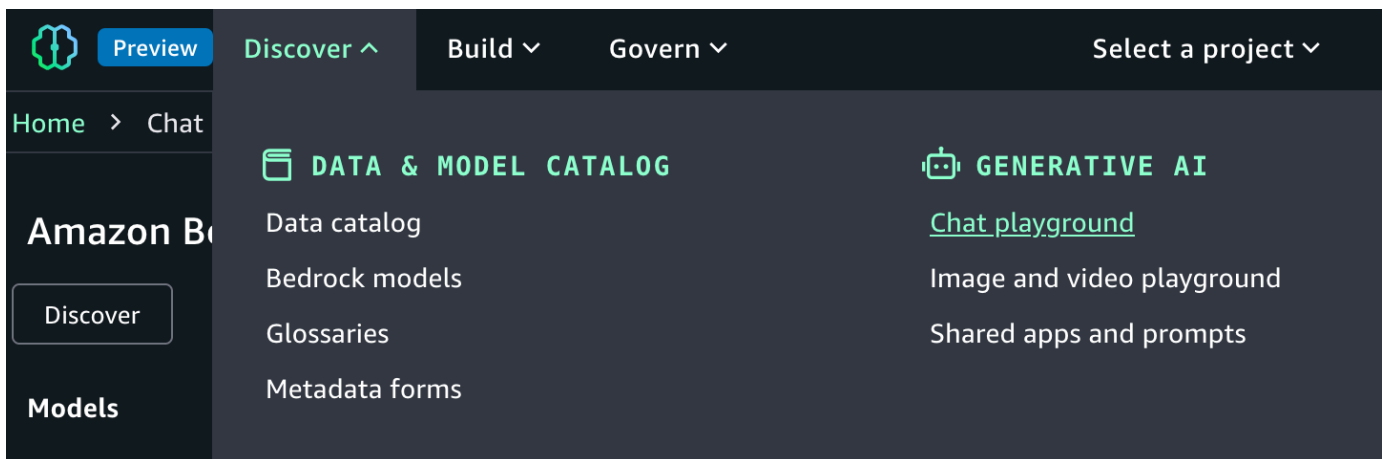 Preview Discover Build Govern Select a project
Home > Chat
DATA & MODEL CATALOG
Data catalog
Bedrock models
Glossaries
Metadata forms
GENERATIVE AI
Chat playground
Image and video playground
Shared apps and prompts
Amazon
Discover
Models